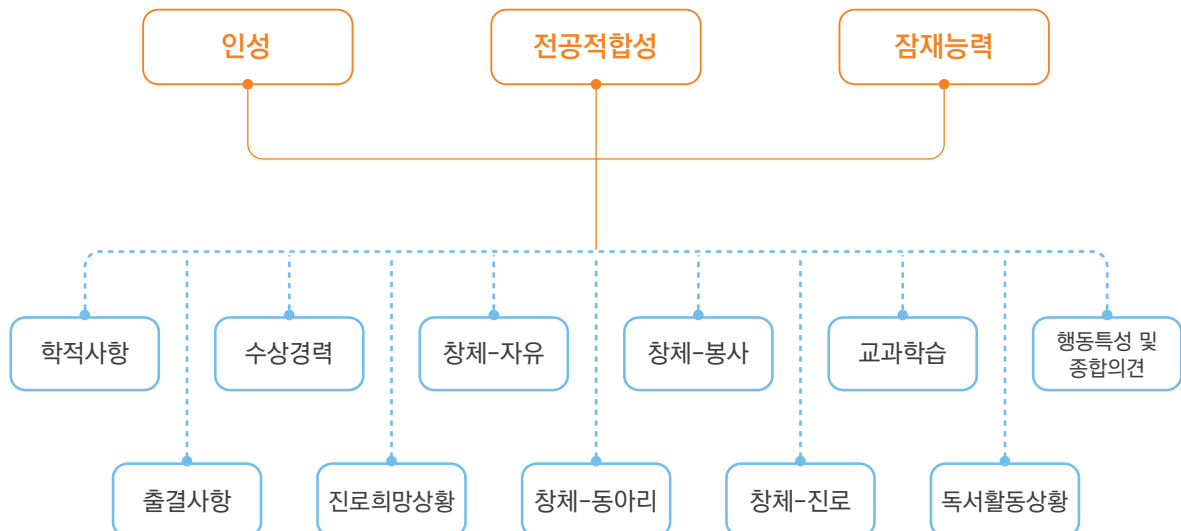 인성
전공적합성
잠재능력
학적사항
수상경력
창체-자유
창체-봉사
교과학습
행동특성 및
종합의견
출결사항
진로희망상황
창체-동아리
창체-진로
독서활동상황